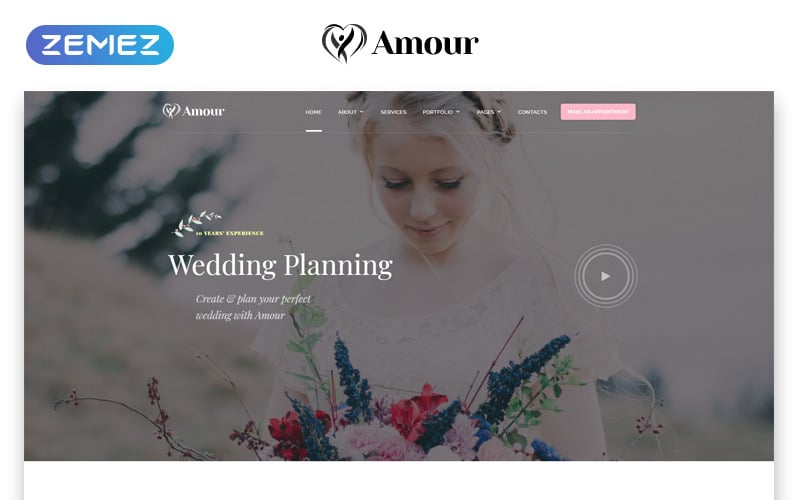 ZEMEZ
Amour
Amour
HOME ABOUT SERVICES PORTFOLIO PAGES CONTACTS MAKE AN APPOINTMENT
10 YEARS' EXPERIENCE
Wedding Planning
Create & plan your perfect
wedding with Amour